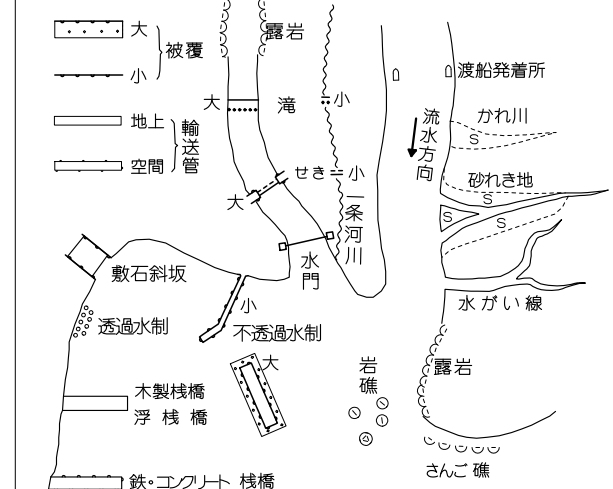 大
小
被覆
地上
空間
輸送管
露岩
大
滝
小
渡船発着所
流水方向
かれ川
S
せき
小
砂れき地
S
S
S
大
一条河川
水門
敷石斜坂
小
透過水制
不透過水制
水がい線
大
岩礁
露岩
木製桟橋
浮桟橋
さんご礁
鉄・コンクリート桟橋